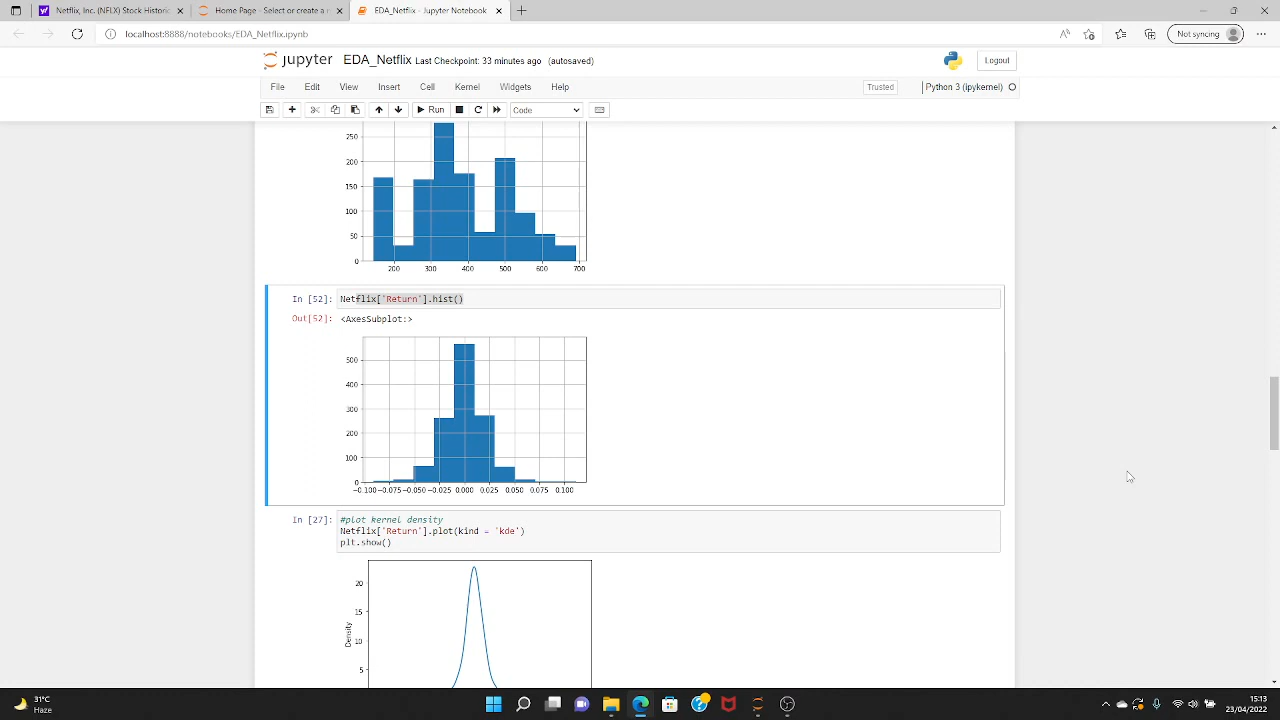 Netflix, Inc. (NFLX) Stock Historic
Home Page - Select or create a n
EDA_Netflix - Jupyter Notebook
localhost:8888/notebooks/EDA_Netflix.ipynb
Not syncing
jupyter EDA_Netflix Last Checkpoint: 33 minutes ago (autosaved)
Logout
File Edit View Insert Cell Kernel Widgets Help
Trusted
Python 3 (ipykernel)
Run
Code
250
200
150
100
50
0
200 300 400 500 600 700
In [52]: Netflix['Return'].hist()
Out[52]: <AxesSubplot:>
500
400
300
200
100
0
−0.100 −0.075 −0.050 −0.025 0.000 0.025 0.050 0.075 0.100
In [27]: #plot kernel density
Netflix['Return'].plot(kind = 'kde')
plt.show()
20
15
10
5
Density
31°C
Haze
15:13
23/04/2022